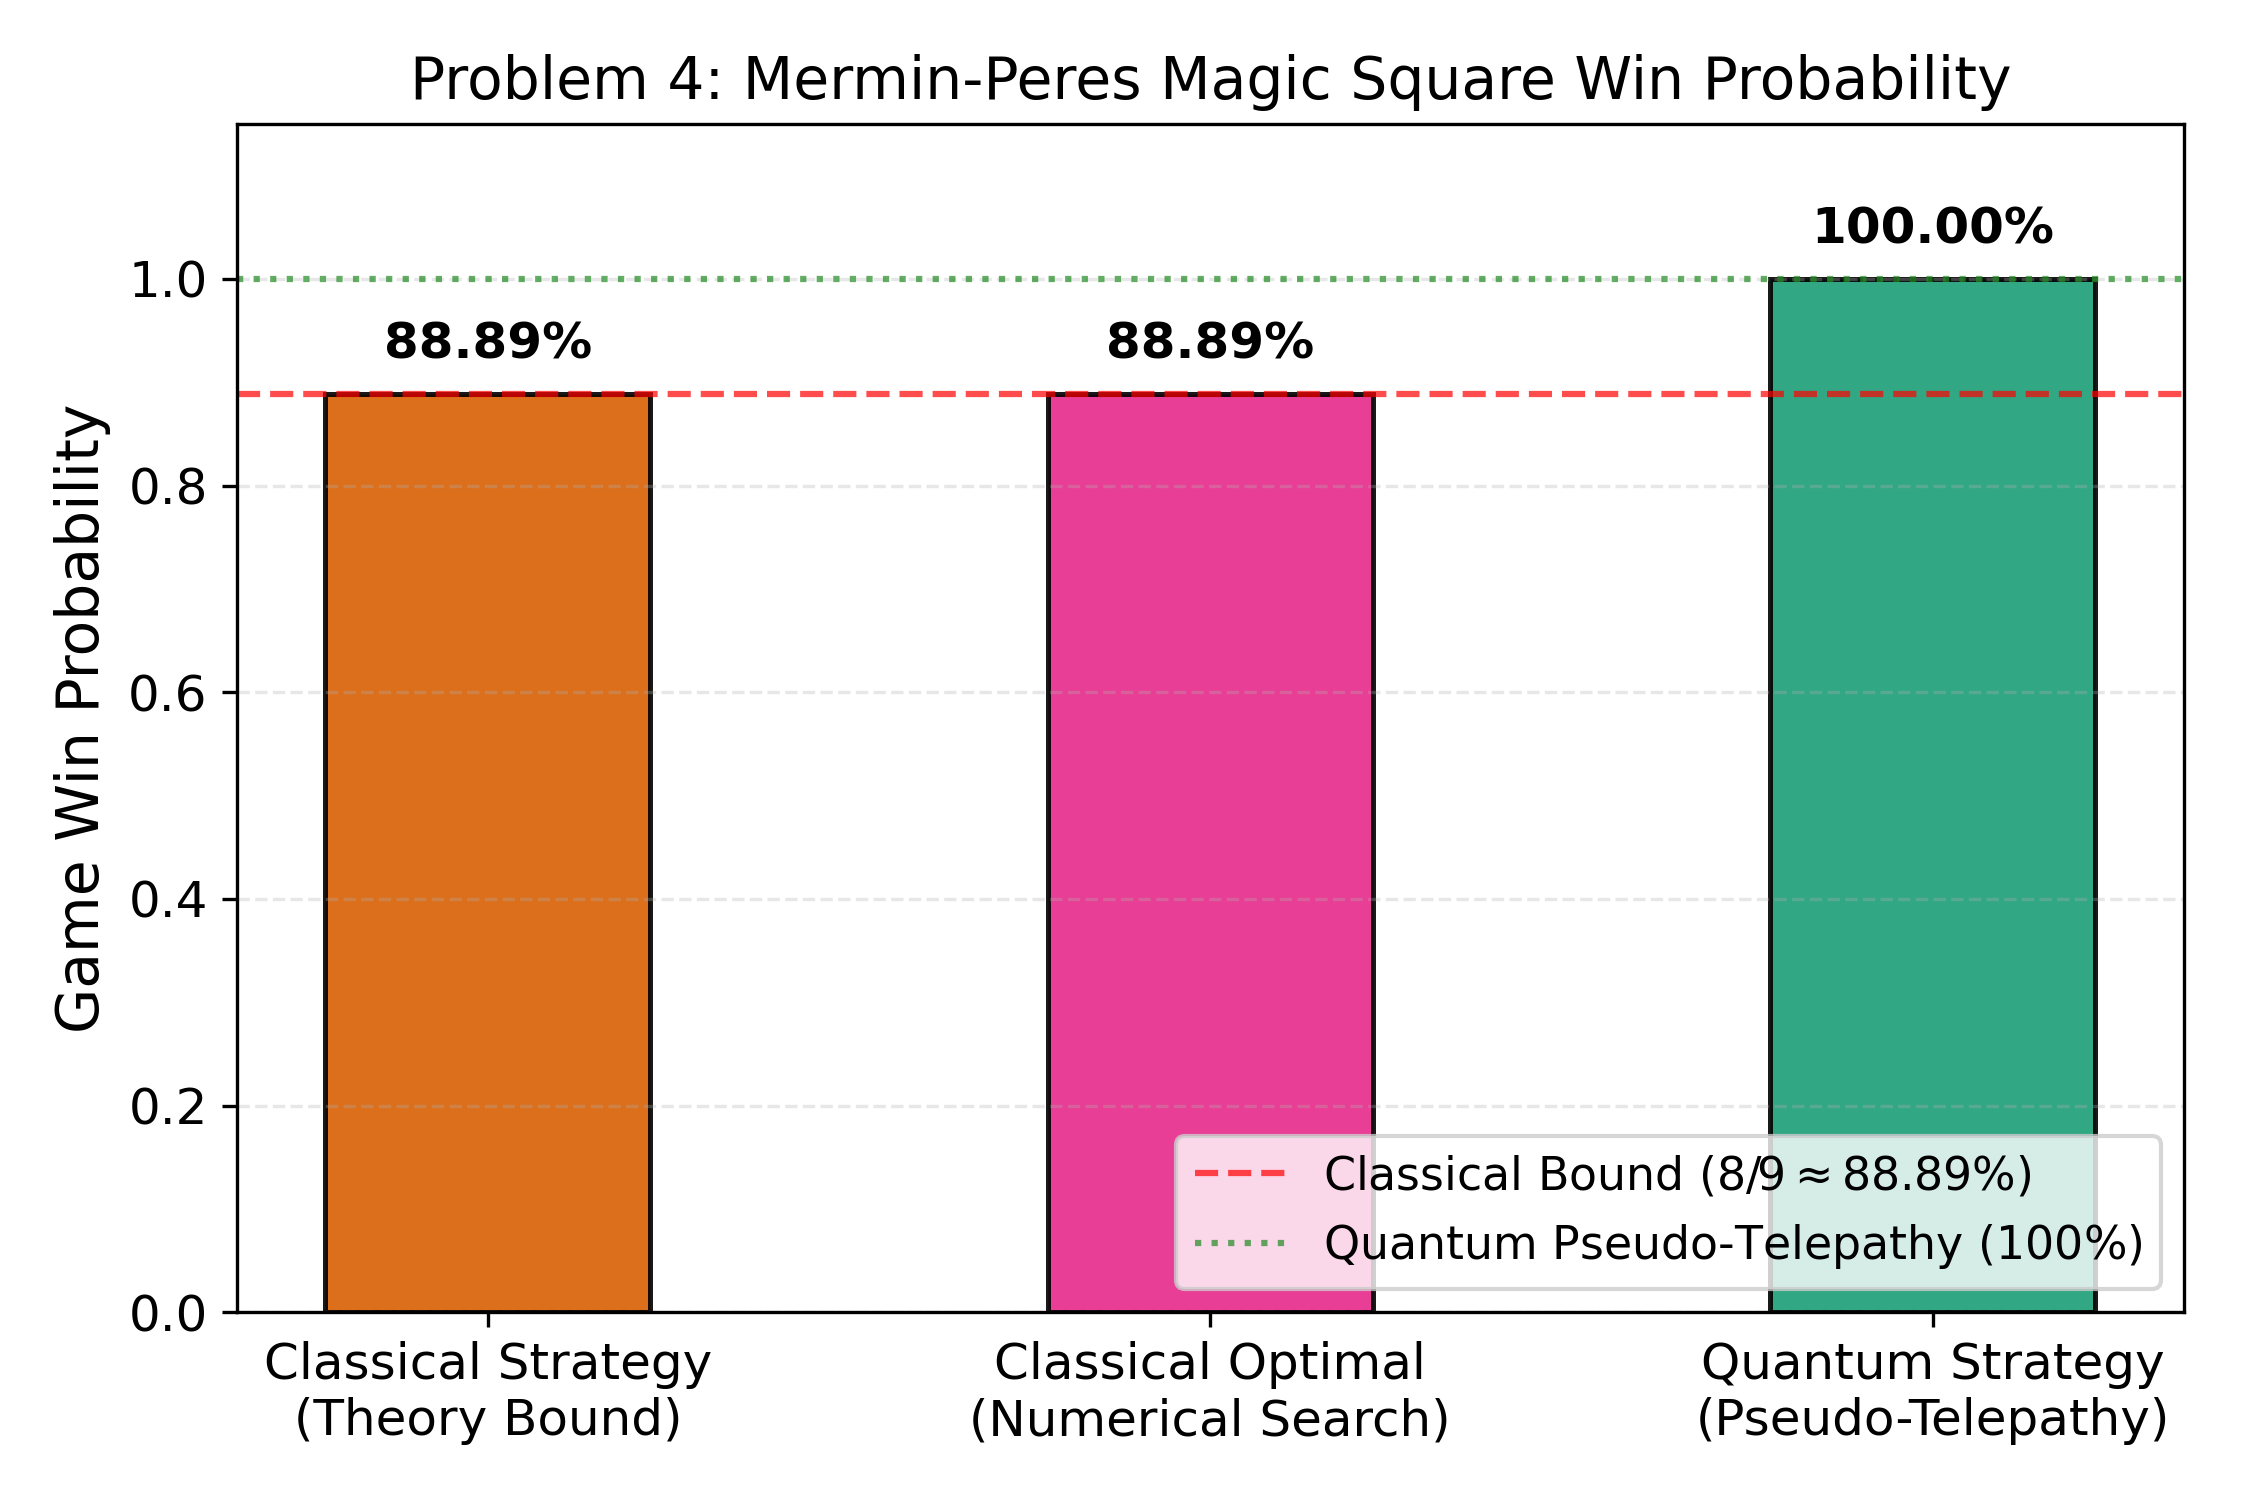 Problem 4: Mermin-Peres Magic Square Win Probability
Game Win Probability
1.0
0.8
0.6
0.4
0.2
0.0
88.89%
88.89%
100.00%
Classical Bound (8/9 ≈ 88.89%)
Quantum Pseudo-Telepathy (100%)
Classical Strategy
(Theory Bound)
Classical Optimal
(Numerical Search)
Quantum Strategy
(Pseudo-Telepathy)